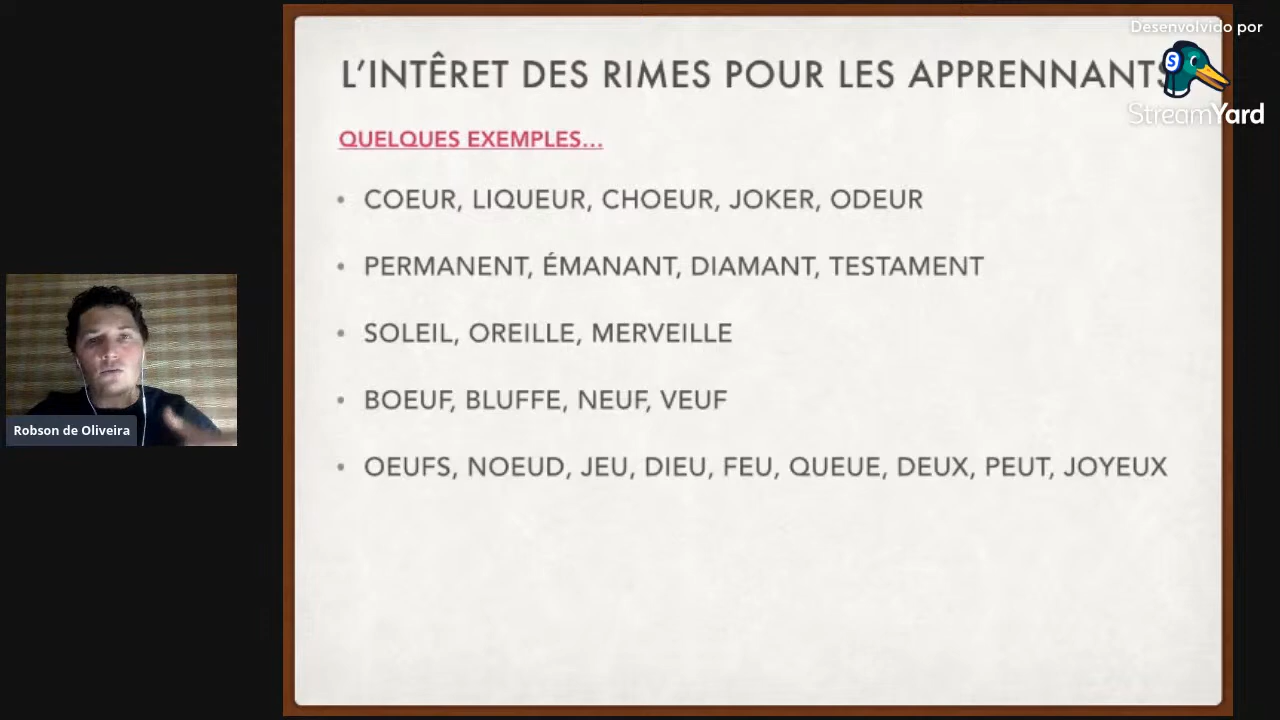 Desenvolvido por
StreamYard
L'INTÊRET DES RIMES POUR LES APPRENNANTS
QUELQUES EXEMPLES...
• COEUR, LIQUEUR, CHOEUR, JOKER, ODEUR
• PERMANENT, ÉMANANT, DIAMANT, TESTAMENT
• SOLEIL, OREILLE, MERVEILLE
• BOEUF, BLUFFE, NEUF, VEUF
• OEUFS, NOEUD, JEU, DIEU, FEU, QUEUE, DEUX, PEUT, JOYEUX
Robson de Oliveira